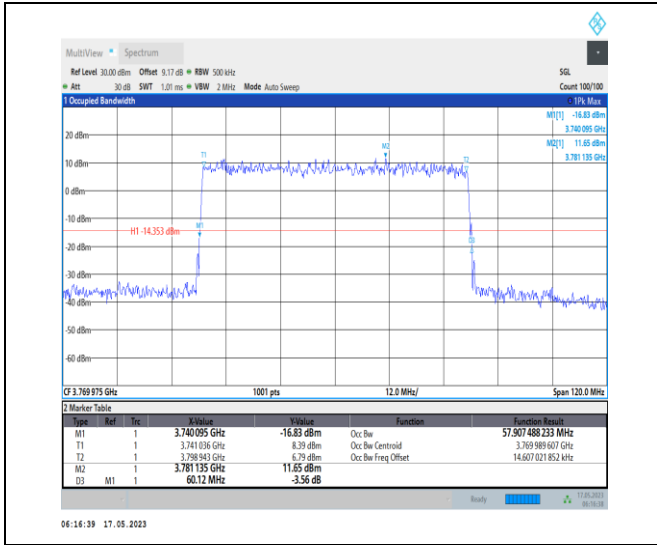 MultiView Spectrum
Ref Level 30.00 dBm Offset 9.17 dB RBW 500 kHz SGL
Att 30 dB SWT 1.01 ms VBW 2 MHz Mode Auto Sweep Count 100/100
1 Occupied Bandwidth 1Pk Max
M1[1] -16.83 dBm
3.740 095 GHz
M2[1] 11.65 dBm
3.781 135 GHz
20 dBm
M2
T1 T2
10 dBm
0 dBm
-10 dBm
M1
H1 -14.353 dBm
D3
-20 dBm
-30 dBm
-40 dBm
-50 dBm
-60 dBm
CF 3.769 975 GHz 1001 pts 12.0 MHz/ Span 120.0 MHz
2 Marker Table
Type Ref Trc X-Value Y-Value Function Function Result
M1 1 3.740 095 GHz -16.83 dBm Occ Bw 57.907 488 233 MHz
T1 1 3.741 036 GHz 8.39 dBm Occ Bw Centroid 3.769 989 607 GHz
T2 1 3.798 943 GHz 6.79 dBm Occ Bw Freq Offset 14.607 021 852 kHz
M2 1 3.781 135 GHz 11.65 dBm
D3 M1 1 60.12 MHz -3.56 dB
Ready 17.05.2023
06:16:38
06:16:39 17.05.2023